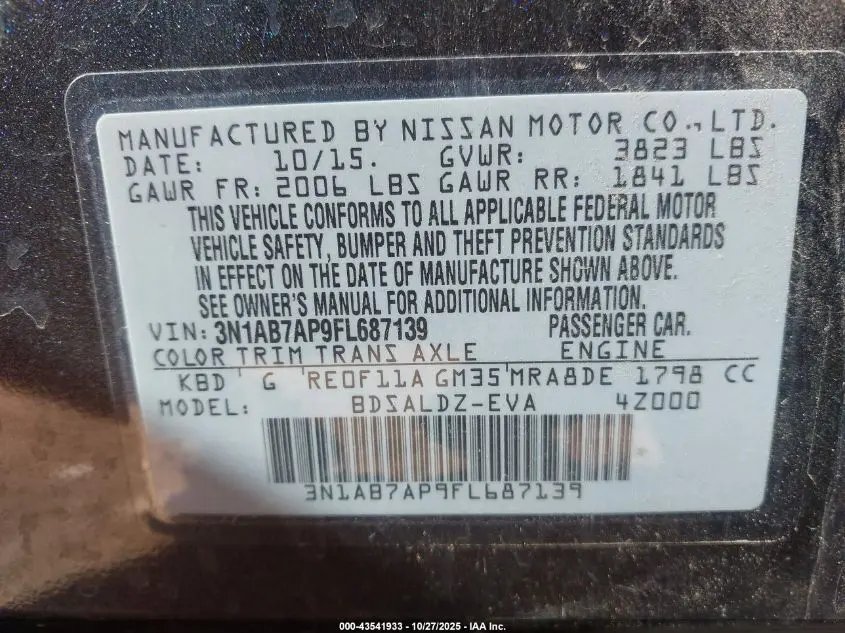 MANUFACTURED BY NISSAN MOTOR CO.,LTD.
DATE: 10/15. GVWR: 3823 LBS
GAWR FR: 2006 LBS GAWR RR: 1841 LBS
THIS VEHICLE CONFORMS TO ALL APPLICABLE FEDERAL MOTOR
VEHICLE SAFETY, BUMPER AND THEFT PREVENTION STANDARDS
IN EFFECT ON THE DATE OF MANUFACTURE SHOWN ABOVE.
SEE OWNER'S MANUAL FOR ADDITIONAL INFORMATION.
VIN: 3N1AB7AP9FL687139 PASSENGER CAR.
COLOR TRIM TRANS AXLE ENGINE
KBD G RE0F11A GM35 MRA8DE 1798 CC
MODEL: BDSALDZ-EVA 4Z000
3N1AB7AP9FL687139
000-43541933 - 10/27/2025 - IAA Inc.